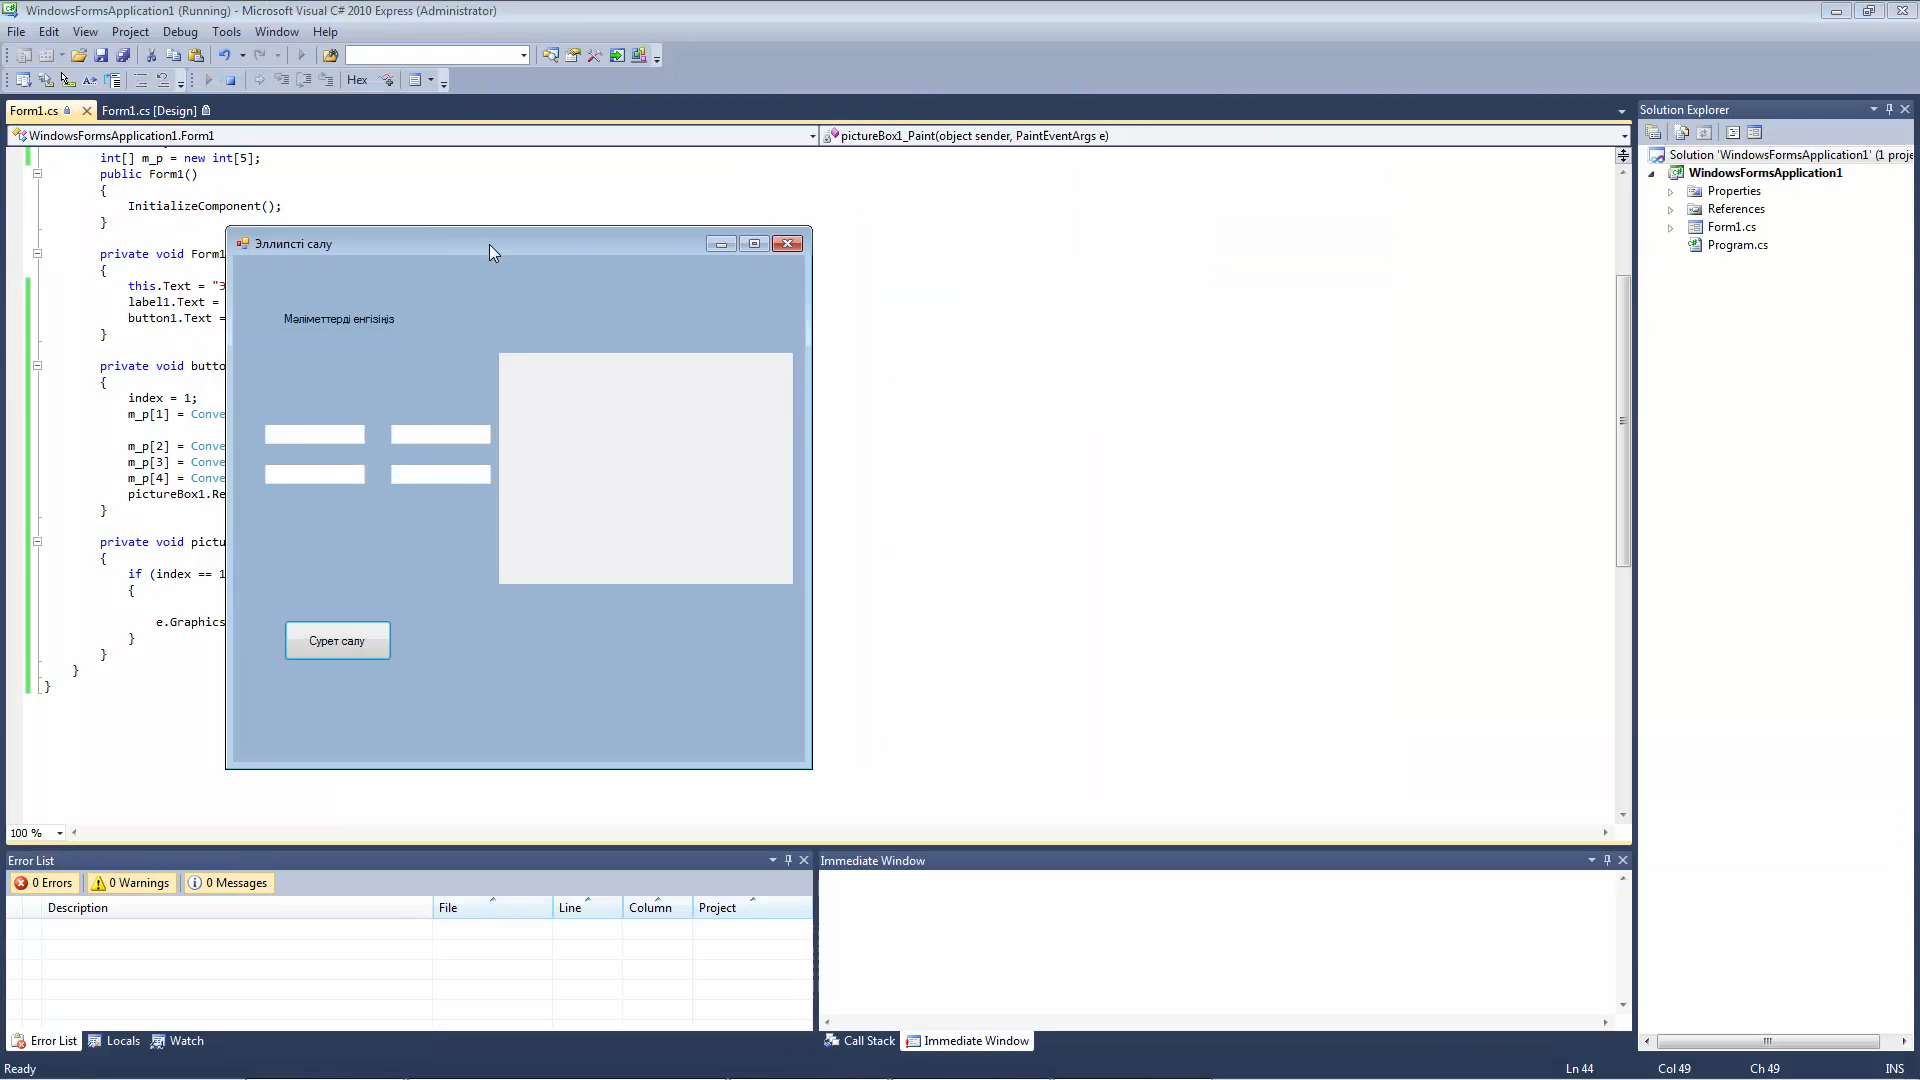 WindowsFormsApplication1 (Running) - Microsoft Visual C# 2010 Express (Administrator)
File Edit View Project Debug Tools Window Help
Hex
Form1.cs Form1.cs [Design]
WindowsFormsApplication1.Form1
pictureBox1_Paint(object sender, PaintEventArgs e)
int[] m_p = new int[5];
public Form1()
{
InitializeComponent();
}
private void Form1
{
this.Text = "Э
label1.Text =
button1.Text =
}
private void butto
{
index = 1;
m_p[1] = Conve
m_p[2] = Conve
m_p[3] = Conve
m_p[4] = Conve
pictureBox1.Re
}
private void pictu
{
if (index == 1
{
e.Graphics
}
}
}
}
Эллипсті салу
Мәліметтерді енгізіңіз
Сурет салу
100 %
Solution Explorer
Solution 'WindowsFormsApplication1' (1 proje
WindowsFormsApplication1
Properties
References
Form1.cs
Program.cs
Error List
0 Errors 0 Warnings 0 Messages
Description File Line Column Project
Immediate Window
Error List Locals Watch
Call Stack Immediate Window
Ready Ln 44 Col 49 Ch 49 INS